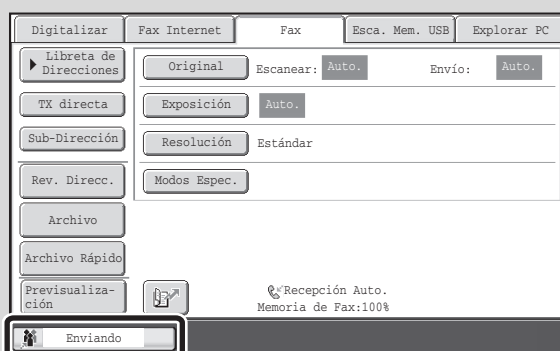 Digitalizar Fax Internet Fax Esca. Mem. USB Explorar PC
Libreta de
Direcciones
Original Escanear: Auto. Envío: Auto.
TX directa
Exposición Auto.
Sub-Dirección
Resolución Estándar
Rev. Direcc.
Modos Espec.
Archivo
Archivo Rápido
Previsualiza-
ción
Recepción Auto.
Memoria de Fax:100%
Enviando